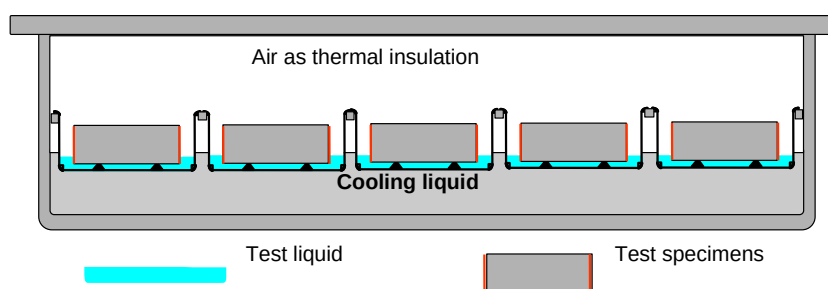 Air as thermal insulation
Cooling liquid
Test liquid
Test specimens